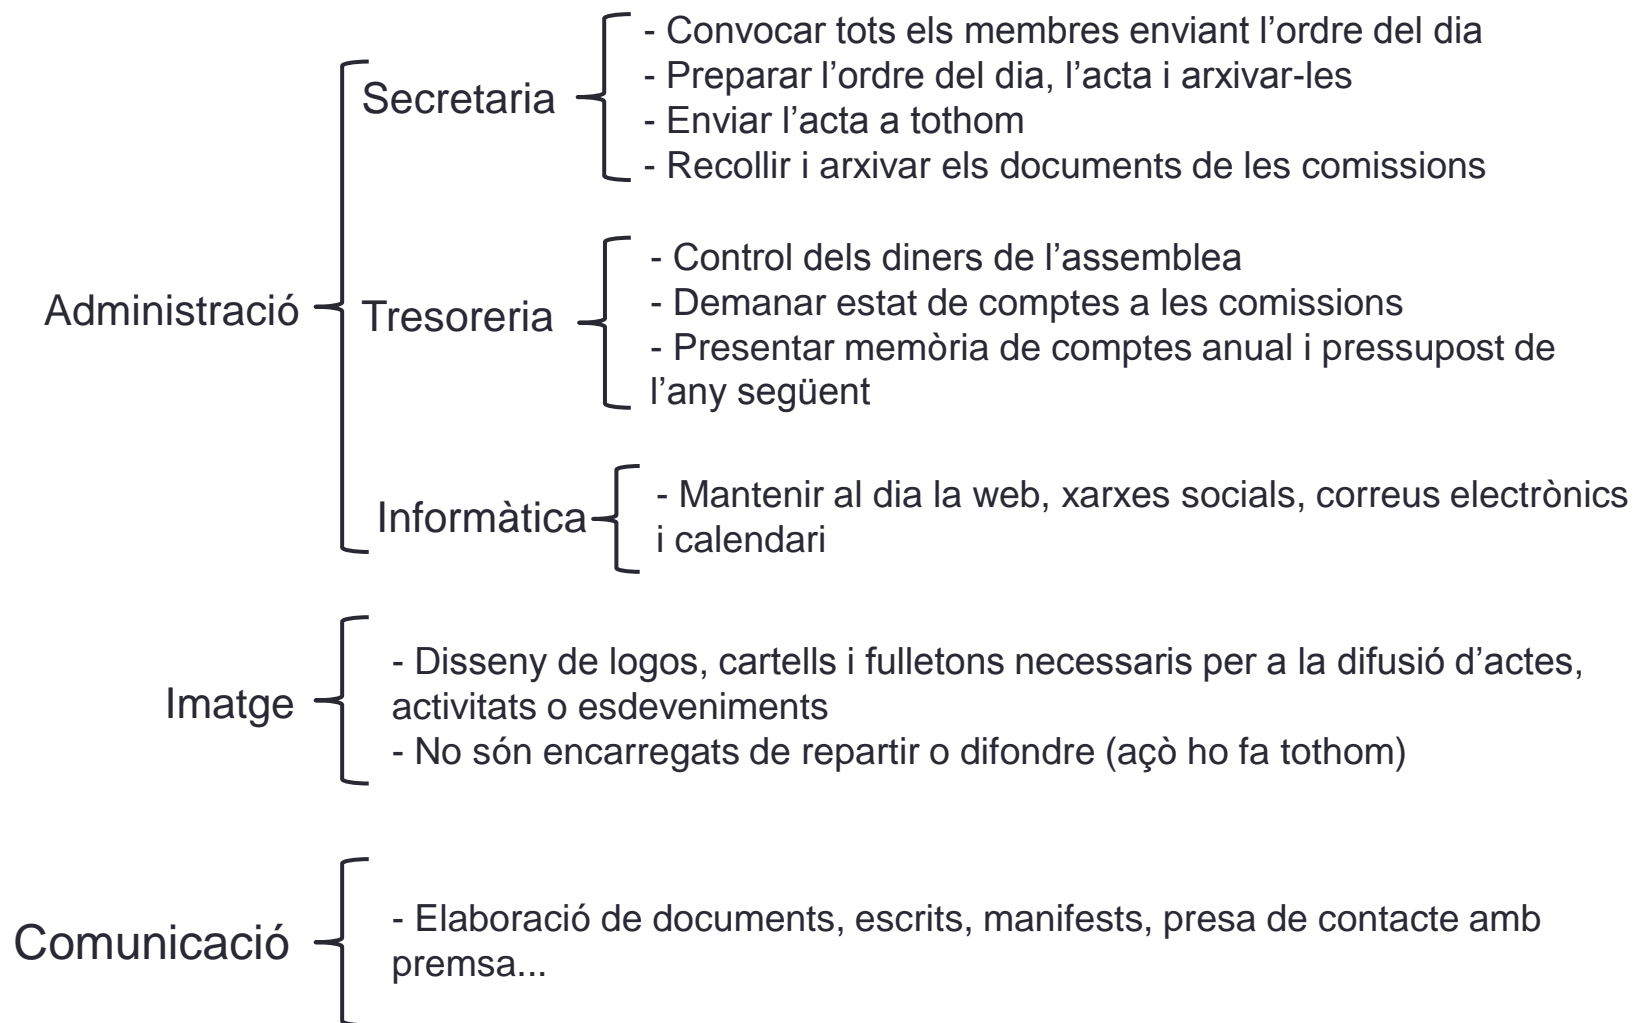 Administració
Secretaria
- Convocar tots els membres enviant l’ordre del dia
- Preparar l’ordre del dia, l’acta i arxivar-les
- Enviar l’acta a tothom
- Recollir i arxivar els documents de les comissions
Tresoreria
- Control dels diners de l’assemblea
- Demanar estat de comptes a les comissions
- Presentar memòria de comptes anual i pressupost de
l’any següent
Informàtica
- Mantenir al dia la web, xarxes socials, correus electrònics
i calendari
Imatge
- Disseny de logos, cartells i fulletons necessaris per a la difusió d’actes,
activitats o esdeveniments
- No són encarregats de repartir o difondre (açò ho fa tothom)
Comunicació
- Elaboració de documents, escrits, manifests, presa de contacte amb
premsa...